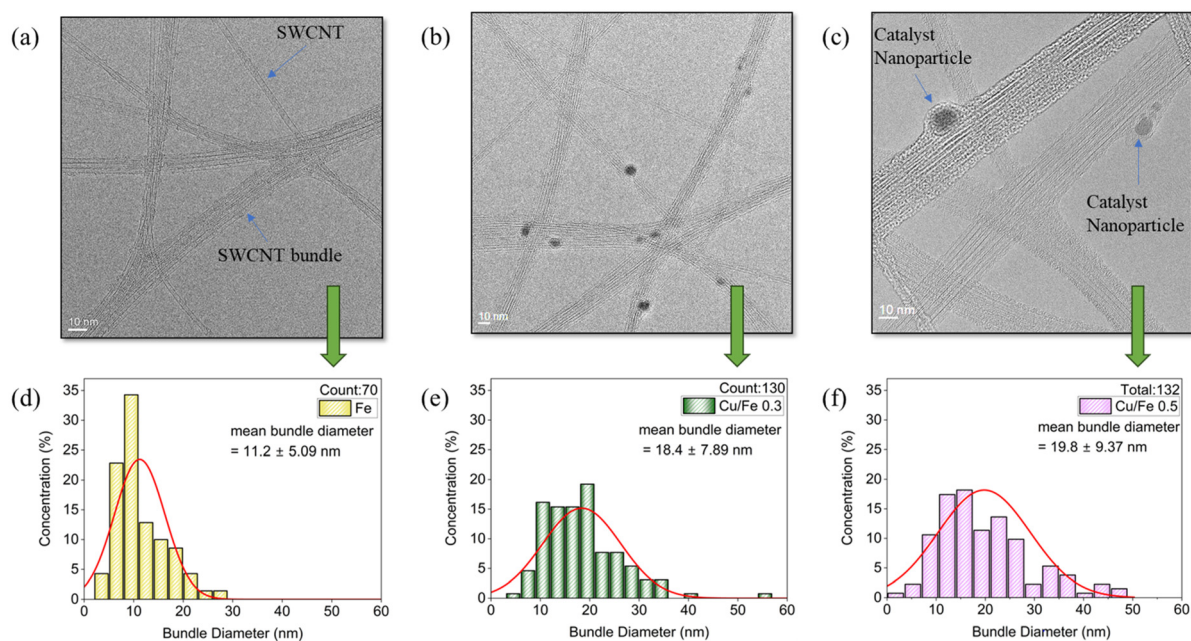 (a)
SWCNT
SWCNT bundle
10 nm
(b)
10 nm
(c)
Catalyst
Nanoparticle
Catalyst
Nanoparticle
10 nm
(d)
Count:70
Fe
mean bundle diameter
= 11.2 ± 5.09 nm
Concentration (%)
35
30
25
20
15
10
5
0
0 10 20 30 40 50 60
Bundle Diameter (nm)
(e)
Count:130
Cu/Fe 0.3
mean bundle diameter
= 18.4 ± 7.89 nm
Concentration (%)
35
30
25
20
15
10
5
0
0 10 20 30 40 50 60
Bundle Diameter (nm)
(f)
Total:132
Cu/Fe 0.5
mean bundle diameter
= 19.8 ± 9.37 nm
Concentration (%)
35
30
25
20
15
10
5
0
0 10 20 30 40 50 60
Bundle Diameter (nm)